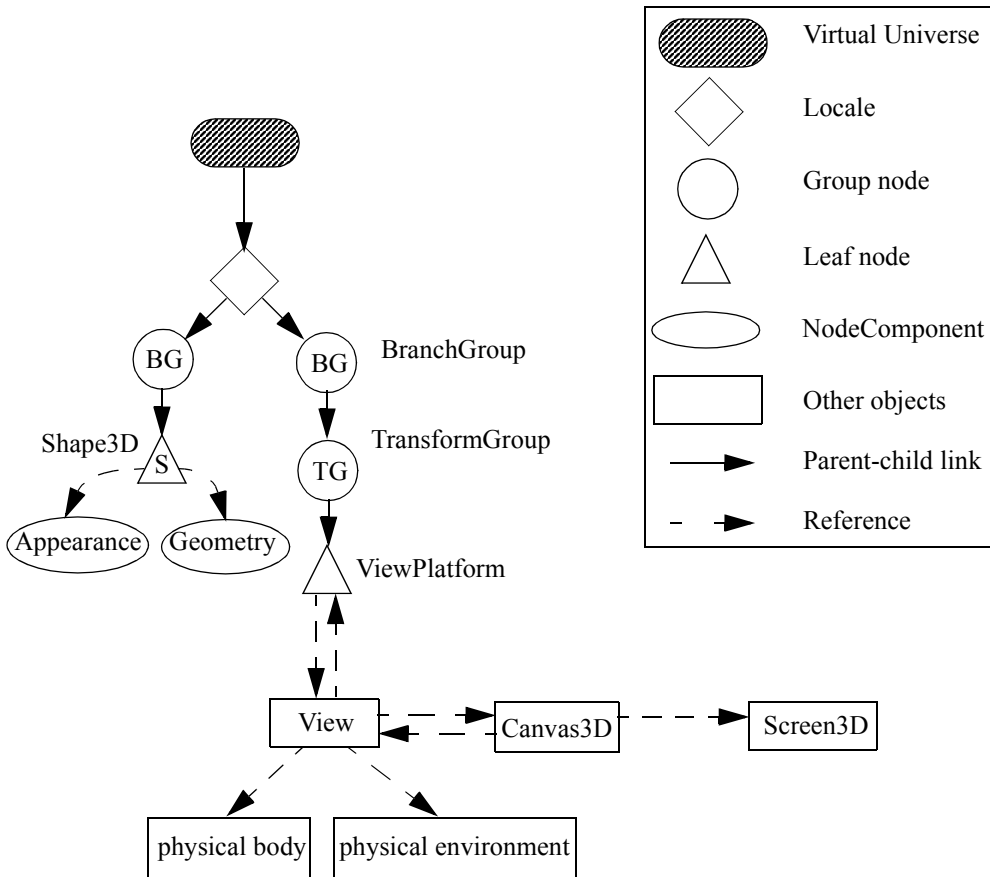 Virtual Universe
Locale
Group node
Leaf node
NodeComponent
Other objects
Parent-child link
Reference
BG
BG
BranchGroup
Shape3D
S
TransformGroup
TG
Appearance
Geometry
ViewPlatform
View
Canvas3D
Screen3D
physical body
physical environment